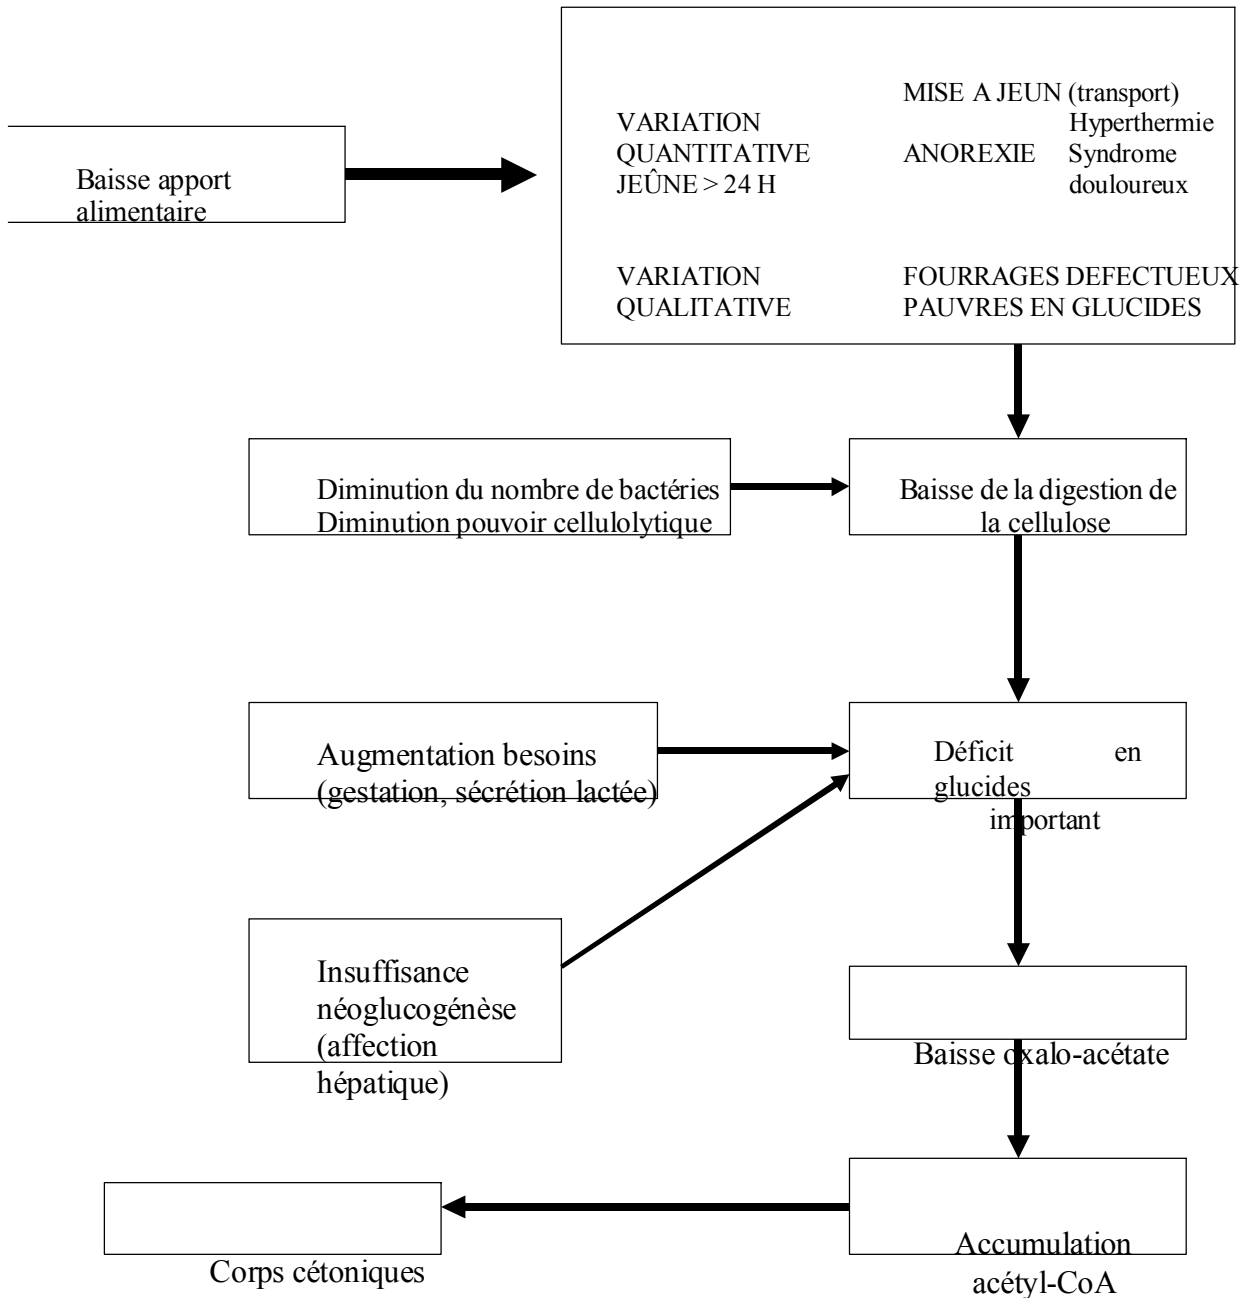 MISE A JEUN (transport)
VARIATION Hyperthermie
QUANTITATIVE ANOREXIE Syndrome
JEÛNE > 24 H douloureux
Baisse apport
alimentaire
VARIATION FOURRAGES DEFECTUEUX
QUALITATIVE PAUVRES EN GLUCIDES
Diminution du nombre de bactéries
Diminution pouvoir cellulolytique
Baisse de la digestion de
la cellulose
Augmentation besoins
(gestation, sécrétion lactée)
Déficit en
glucides
important
Insuffisance
néoglucogénèse
(affection
hépatique)
Baisse oxalo-acétate
Accumulation
acétyl-CoA
Corps cétoniques